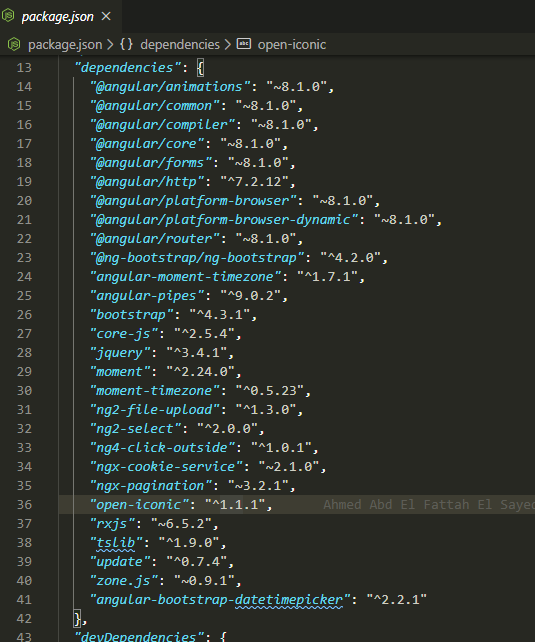 package.json ×
package.json > {} dependencies > abc open-iconic
13 "dependencies": {
14 "@angular/animations": "~8.1.0",
15 "@angular/common": "~8.1.0",
16 "@angular/compiler": "~8.1.0",
17 "@angular/core": "~8.1.0",
18 "@angular/forms": "~8.1.0",
19 "@angular/http": "^7.2.12",
20 "@angular/platform-browser": "~8.1.0",
21 "@angular/platform-browser-dynamic": "~8.1.0",
22 "@angular/router": "~8.1.0",
23 "@ng-bootstrap/ng-bootstrap": "^4.2.0",
24 "angular-moment-timezone": "^1.7.1",
25 "angular-pipes": "^9.0.2",
26 "bootstrap": "^4.3.1",
27 "core-js": "^2.5.4",
28 "jquery": "^3.4.1",
29 "moment": "^2.24.0",
30 "moment-timezone": "^0.5.23",
31 "ng2-file-upload": "^1.3.0",
32 "ng2-select": "^2.0.0",
33 "ng4-click-outside": "^1.0.1",
34 "ngx-cookie-service": "~2.1.0",
35 "ngx-pagination": "~3.2.1",
36 "open-iconic": "^1.1.1", Ahmed Abd El Fattah El Sayed
37 "rxjs": "~6.5.2",
38 "tslib": "^1.9.0",
39 "update": "^0.7.4",
40 "zone.js": "~0.9.1",
41 "angular-bootstrap-datetimepicker": "^2.2.1"
42 },
43 "devDependencies": {